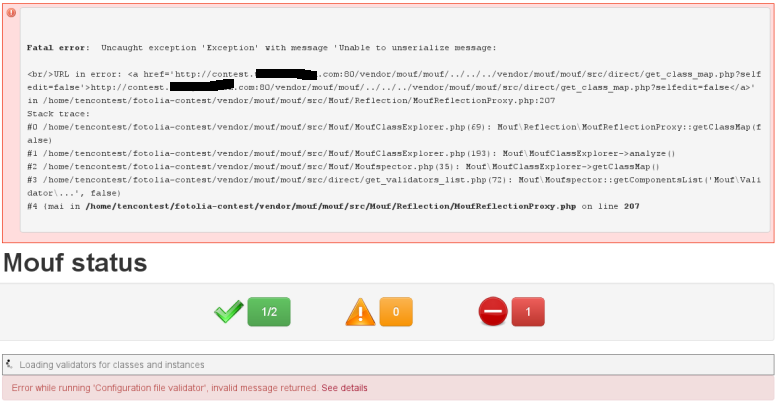 Fatal error: Uncaught exception 'Exception' with message 'Unable to unserialize message:
<br/>URL in error: <a href='http://contest. .com:80/vendor/mouf/mouf/../../../vendor/mouf/mouf/src/direct/get_class_map.php?self
edit=false'>http://contest. .com:80/vendor/mouf/mouf/../../../vendor/mouf/mouf/src/direct/get_class_map.php?selfedit=false</a>'
in /home/tencontest/fotolia-contest/vendor/mouf/mouf/src/Mouf/Reflection/MoufReflectionProxy.php:207
Stack trace:
#0 /home/tencontest/fotolia-contest/vendor/mouf/mouf/src/Mouf/MoufClassExplorer.php(69): Mouf\Reflection\MoufReflectionProxy::getClassMap(f
alse)
#1 /home/tencontest/fotolia-contest/vendor/mouf/mouf/src/Mouf/MoufClassExplorer.php(193): Mouf\MoufClassExplorer->analyze()
#2 /home/tencontest/fotolia-contest/vendor/mouf/mouf/src/Mouf/Moufspector.php(35): Mouf\MoufClassExplorer->getClassMap()
#3 /home/tencontest/fotolia-contest/vendor/mouf/mouf/src/direct/get_validators_list.php(72): Mouf\Moufspector::getComponentsList('Mouf\Vali
dator\...', false)
#4 {mai in /home/tencontest/fotolia-contest/vendor/mouf/mouf/src/Mouf/Reflection/MoufReflectionProxy.php on line 207
Mouf status
1/2
0
1
Loading validators for classes and instances
Error while running 'Configuration file validator', invalid message returned. See details